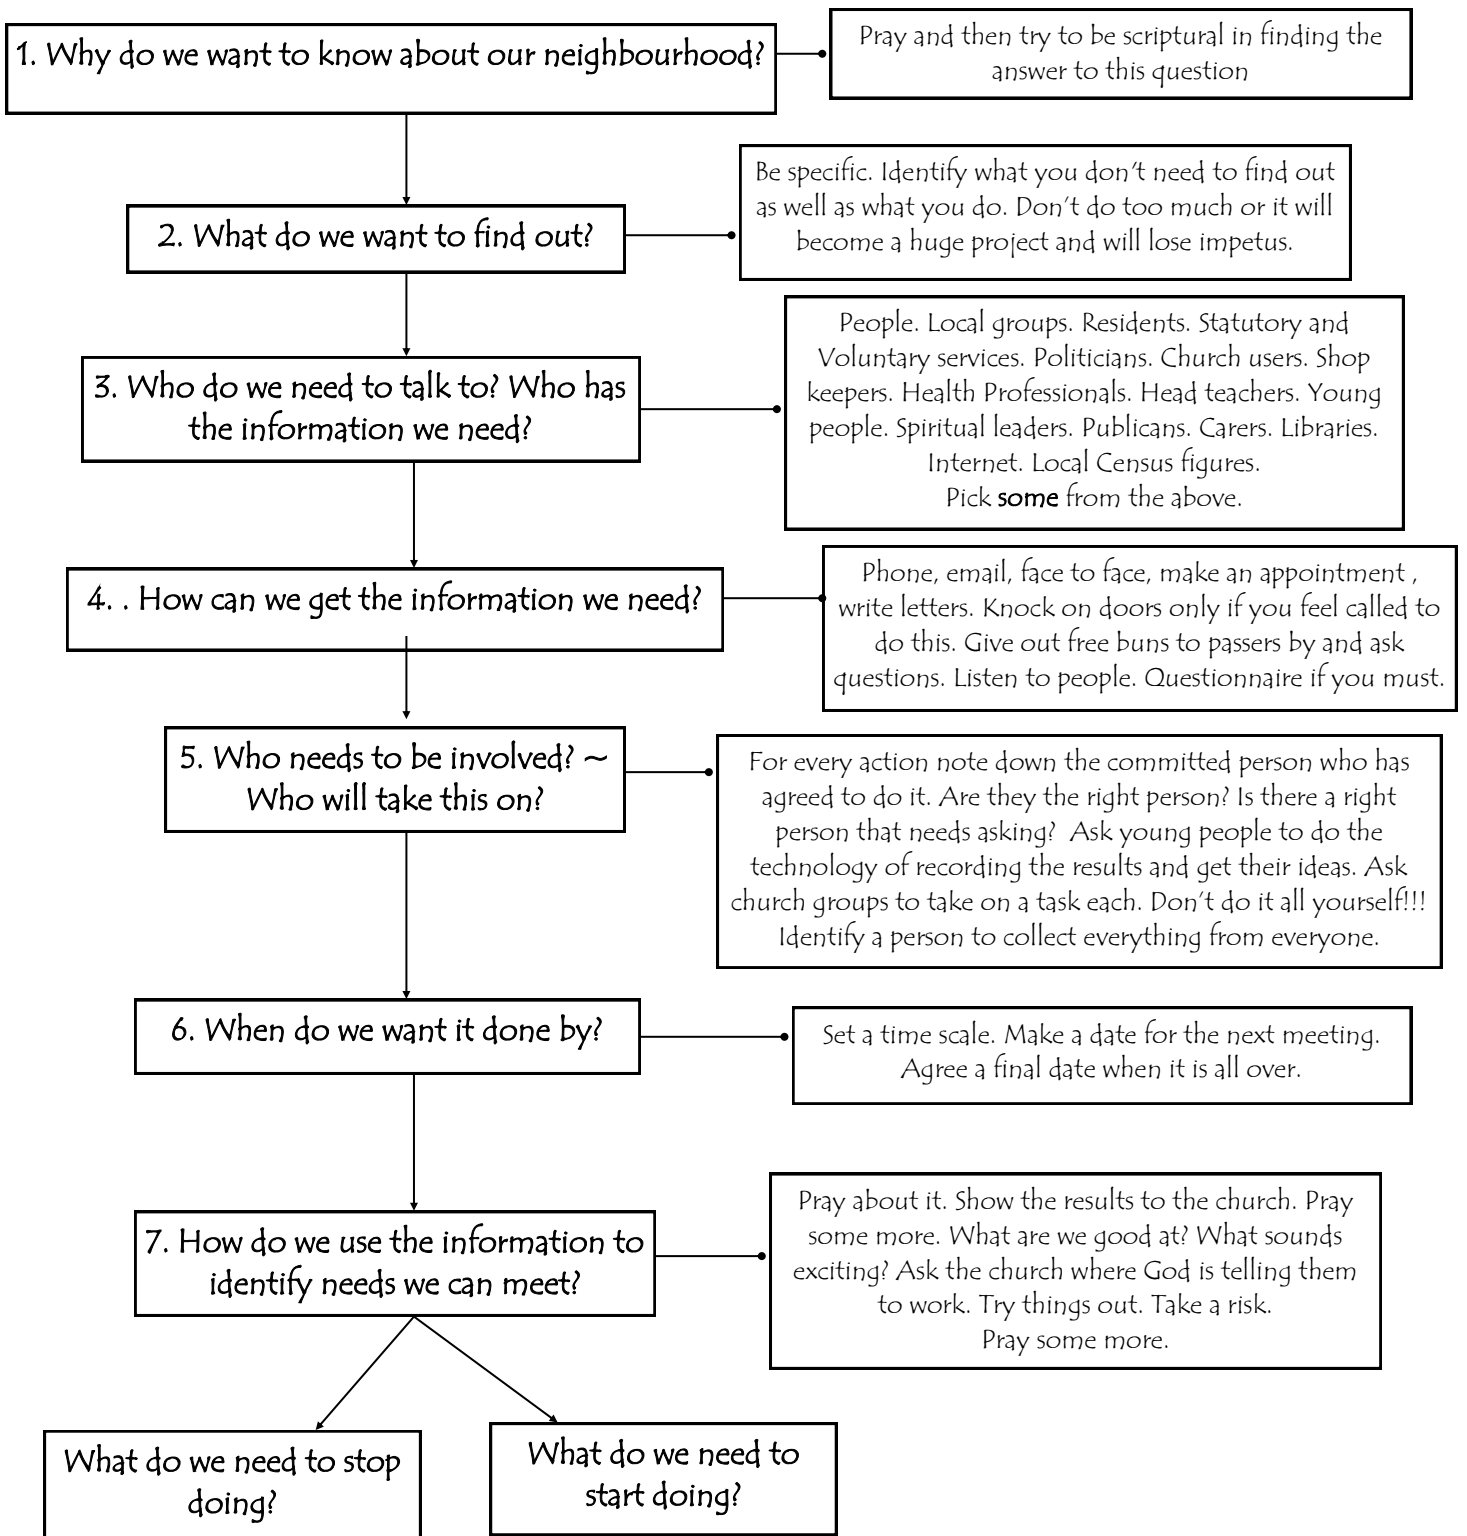 1. Why do we want to know about our neighbourhood?
Pray and then try to be scriptural in finding the
answer to this question
2. What do we want to find out?
Be specific. Identify what you don't need to find out
as well as what you do. Don't do too much or it will
become a huge project and will lose impetus.
3. Who do we need to talk to? Who has
the information we need?
People. Local groups. Residents. Statutory and
Voluntary services. Politicians. Church users. Shop
keepers. Health Professionals. Head teachers. Young
people. Spiritual leaders. Publicans. Carers. Libraries.
Internet. Local Census figures.
Pick some from the above.
4. . How can we get the information we need?
Phone, email, face to face, make an appointment ,
write letters. Knock on doors only if you feel called to
do this. Give out free buns to passers by and ask
questions. Listen to people. Questionnaire if you must.
5. Who needs to be involved? ~
Who will take this on?
For every action note down the committed person who has
agreed to do it. Are they the right person? Is there a right
person that needs asking?  Ask young people to do the
technology of recording the results and get their ideas. Ask
church groups to take on a task each. Don't do it all yourself!!!
Identify a person to collect everything from everyone.
6. When do we want it done by?
Set a time scale. Make a date for the next meeting.
Agree a final date when it is all over.
7. How do we use the information to
identify needs we can meet?
Pray about it. Show the results to the church. Pray
some more. What are we good at? What sounds
exciting? Ask the church where God is telling them
to work. Try things out. Take a risk.
Pray some more.
What do we need to stop
doing?
What do we need to
start doing?